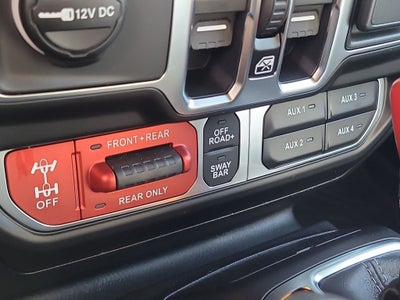 12V DC
FRONT+REAR
OFF
ROAD+
AUX 1
AUX 3
AUX 2
AUX 4
SWAY
BAR
OFF
REAR ONLY